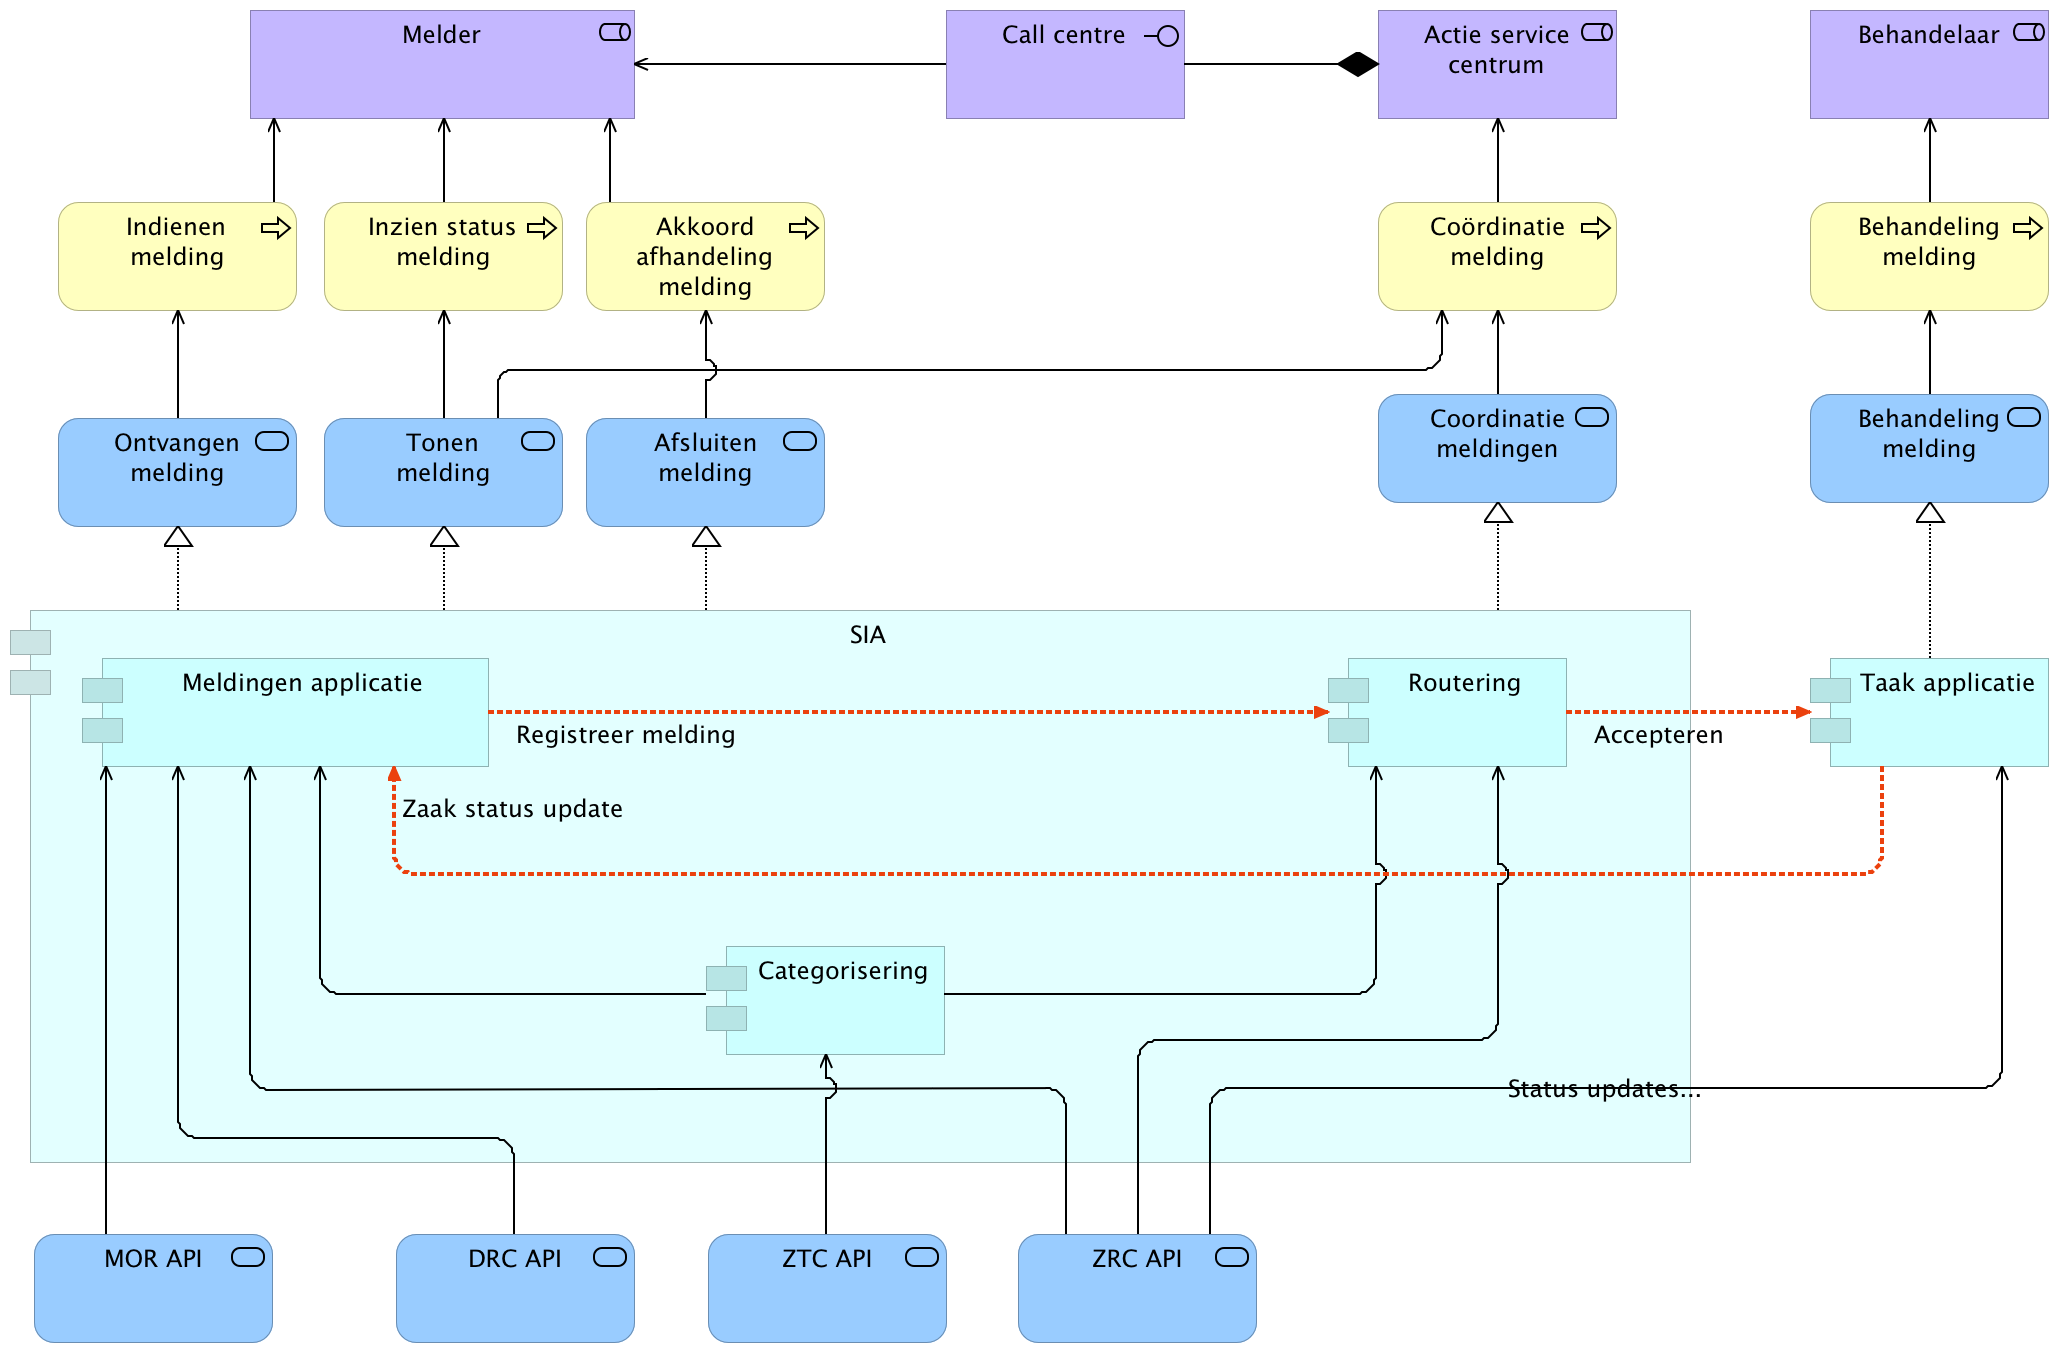 Melder
Call centre
Actie service
centrum
Behandelaar
Indienen
melding
Inzien status
melding
Akkoord
afhandeling
melding
Coördinatie
melding
Behandeling
melding
Ontvangen
melding
Tonen
melding
Afsluiten
melding
Coordinatie
meldingen
Behandeling
melding
SIA
Meldingen applicatie
Routering
Taak applicatie
Registreer melding
Accepteren
Zaak status update
Categorisering
Status updates...
MOR API
DRC API
ZTC API
ZRC API